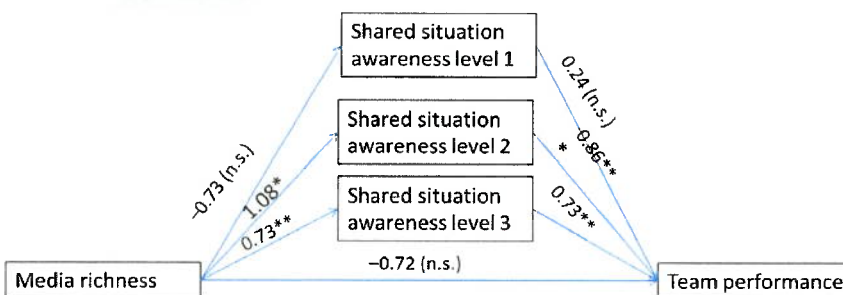 Shared situation
awareness level 1
0.24 (n.s.)
–0.73 (n.s.)
Shared situation
awareness level 2
*
0.86**
1.08*
Shared situation
awareness level 3
0.73**
0.73**
Media richness
–0.72 (n.s.)
Team performance